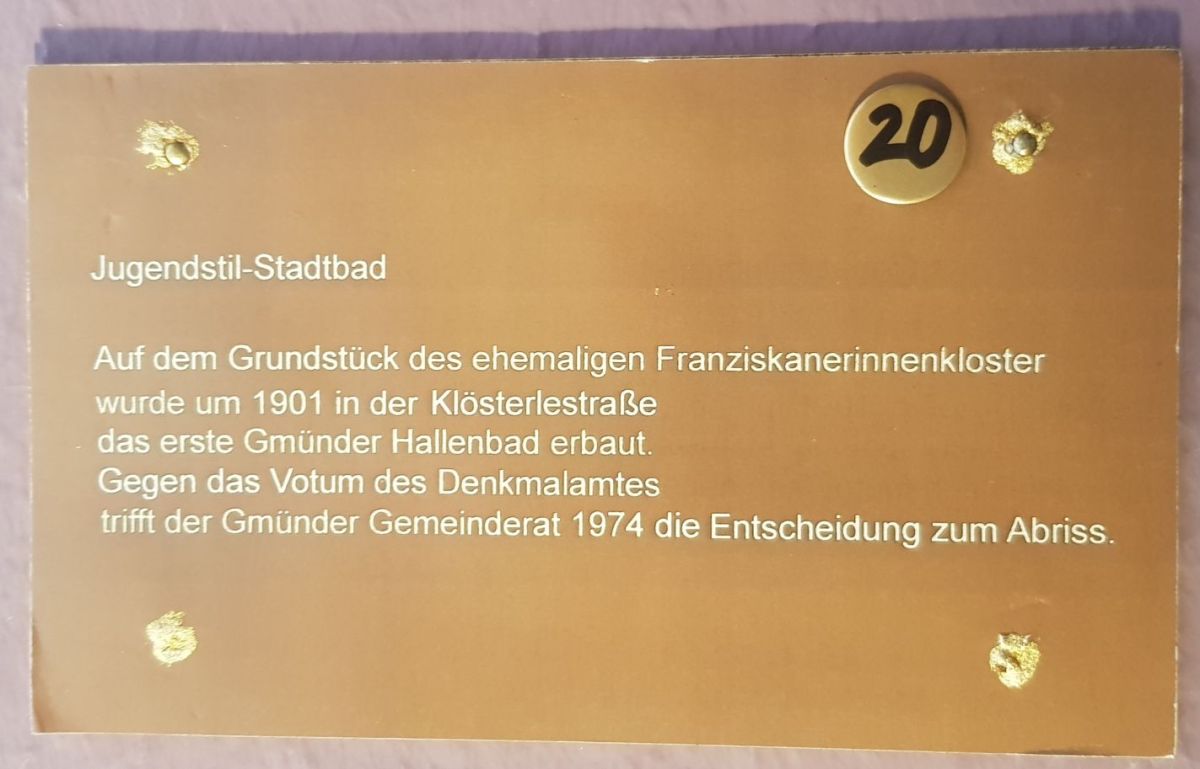 20
Jugendstil-Stadtbad
Auf dem Grundstück des ehemaligen Franziskanerinnenkloster
wurde um 1901 in der Klösterlestraße
das erste Gmünder Hallenbad erbaut.
Gegen das Votum des Denkmalamtes
trifft der Gmünder Gemeinderat 1974 die Entscheidung zum Abriss.